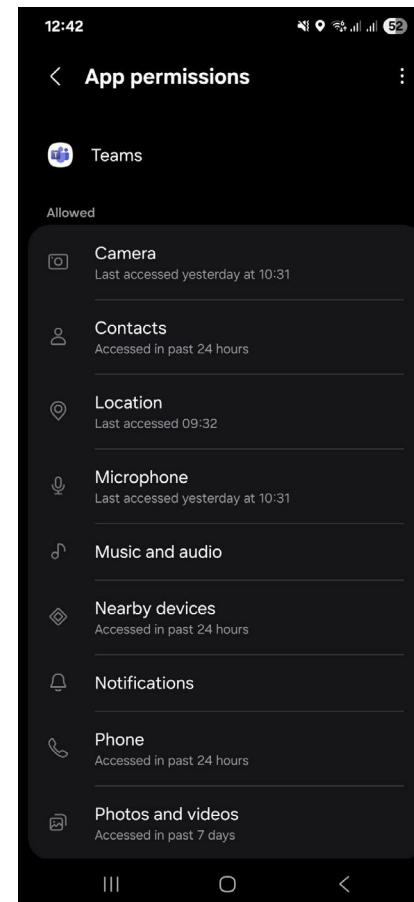 12:42
52
App permissions
Teams
Allowed
Camera
Last accessed yesterday at 10:31
Contacts
Accessed in past 24 hours
Location
Last accessed 09:32
Microphone
Last accessed yesterday at 10:31
Music and audio
Nearby devices
Accessed in past 24 hours
Notifications
Phone
Accessed in past 24 hours
Photos and videos
Accessed in past 7 days